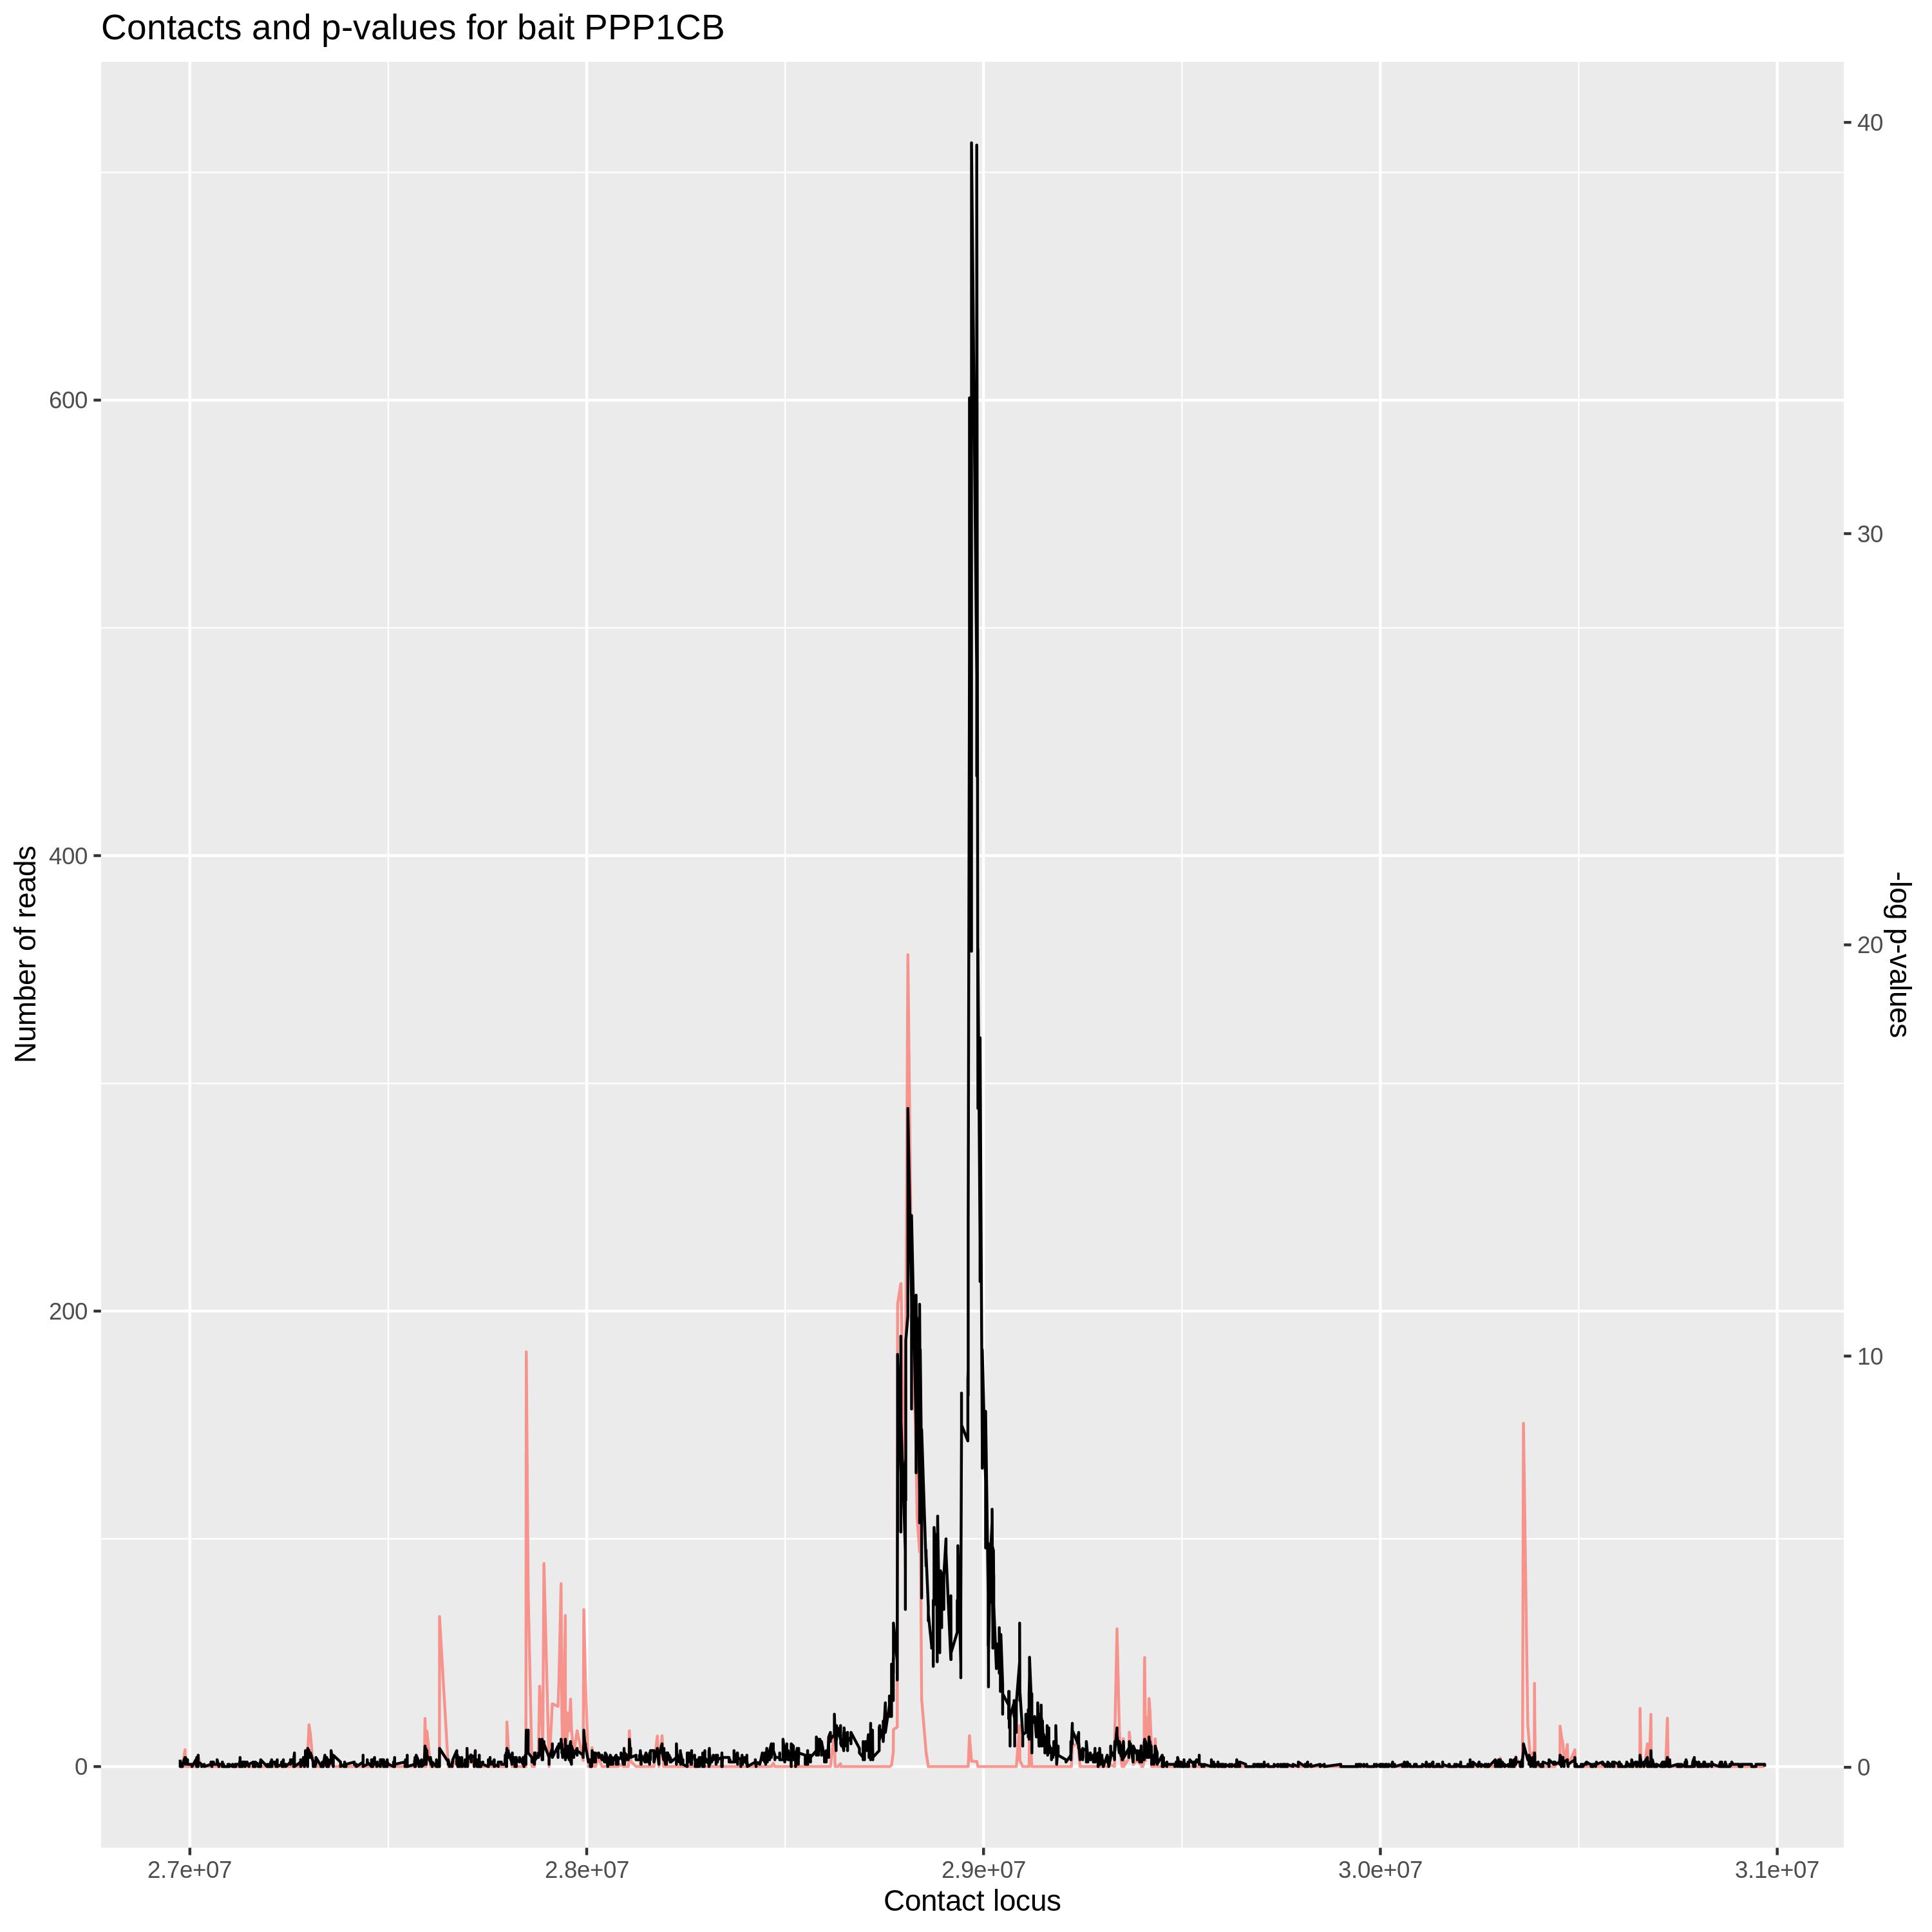 Contacts and p-values for bait PPP1CB
Number of reads
600
400
200
0
40
30
20
10
0
-log p-values
2.7e+07
2.8e+07
2.9e+07
3.0e+07
3.1e+07
Contact locus